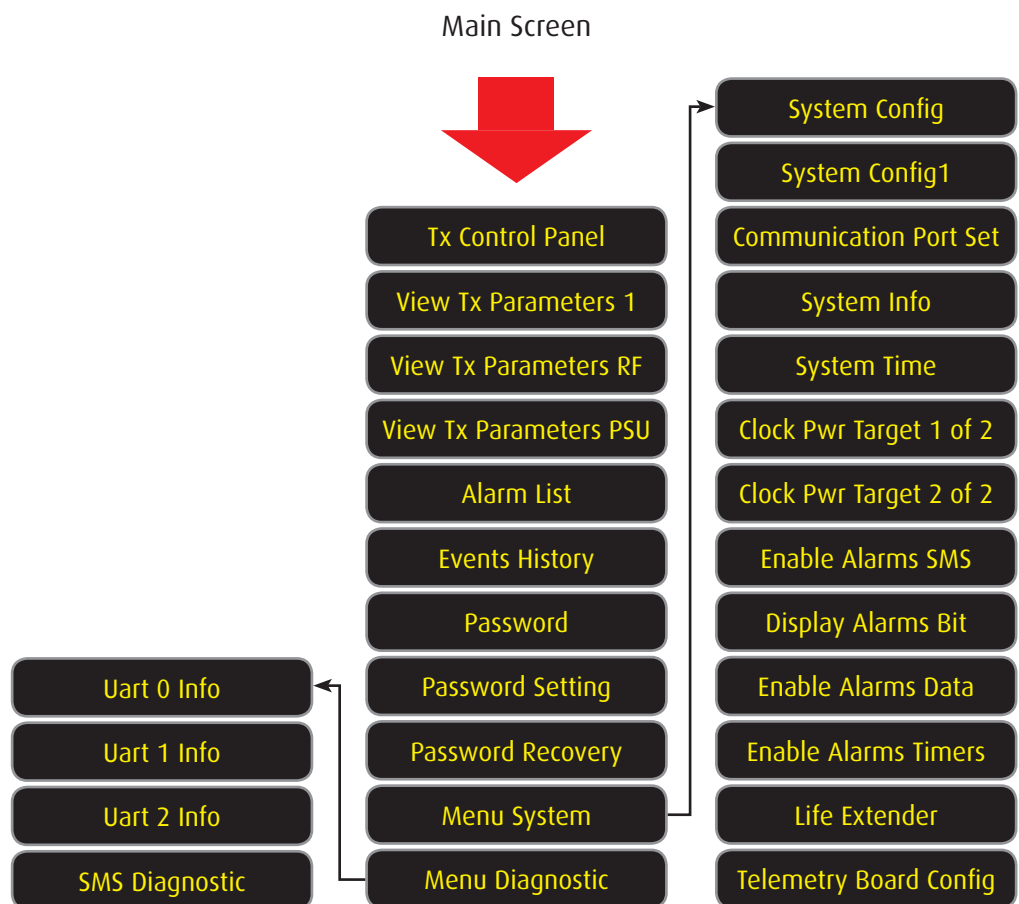 Main Screen
Tx Control Panel
View Tx Parameters 1
View Tx Parameters RF
View Tx Parameters PSU
Alarm List
Events History
Password
Password Setting
Password Recovery
Menu System
Menu Diagnostic
System Config
System Config1
Communication Port Set
System Info
System Time
Clock Pwr Target 1 of 2
Clock Pwr Target 2 of 2
Enable Alarms SMS
Display Alarms Bit
Enable Alarms Data
Enable Alarms Timers
Life Extender
Telemetry Board Config
Uart 0 Info
Uart 1 Info
Uart 2 Info
SMS Diagnostic